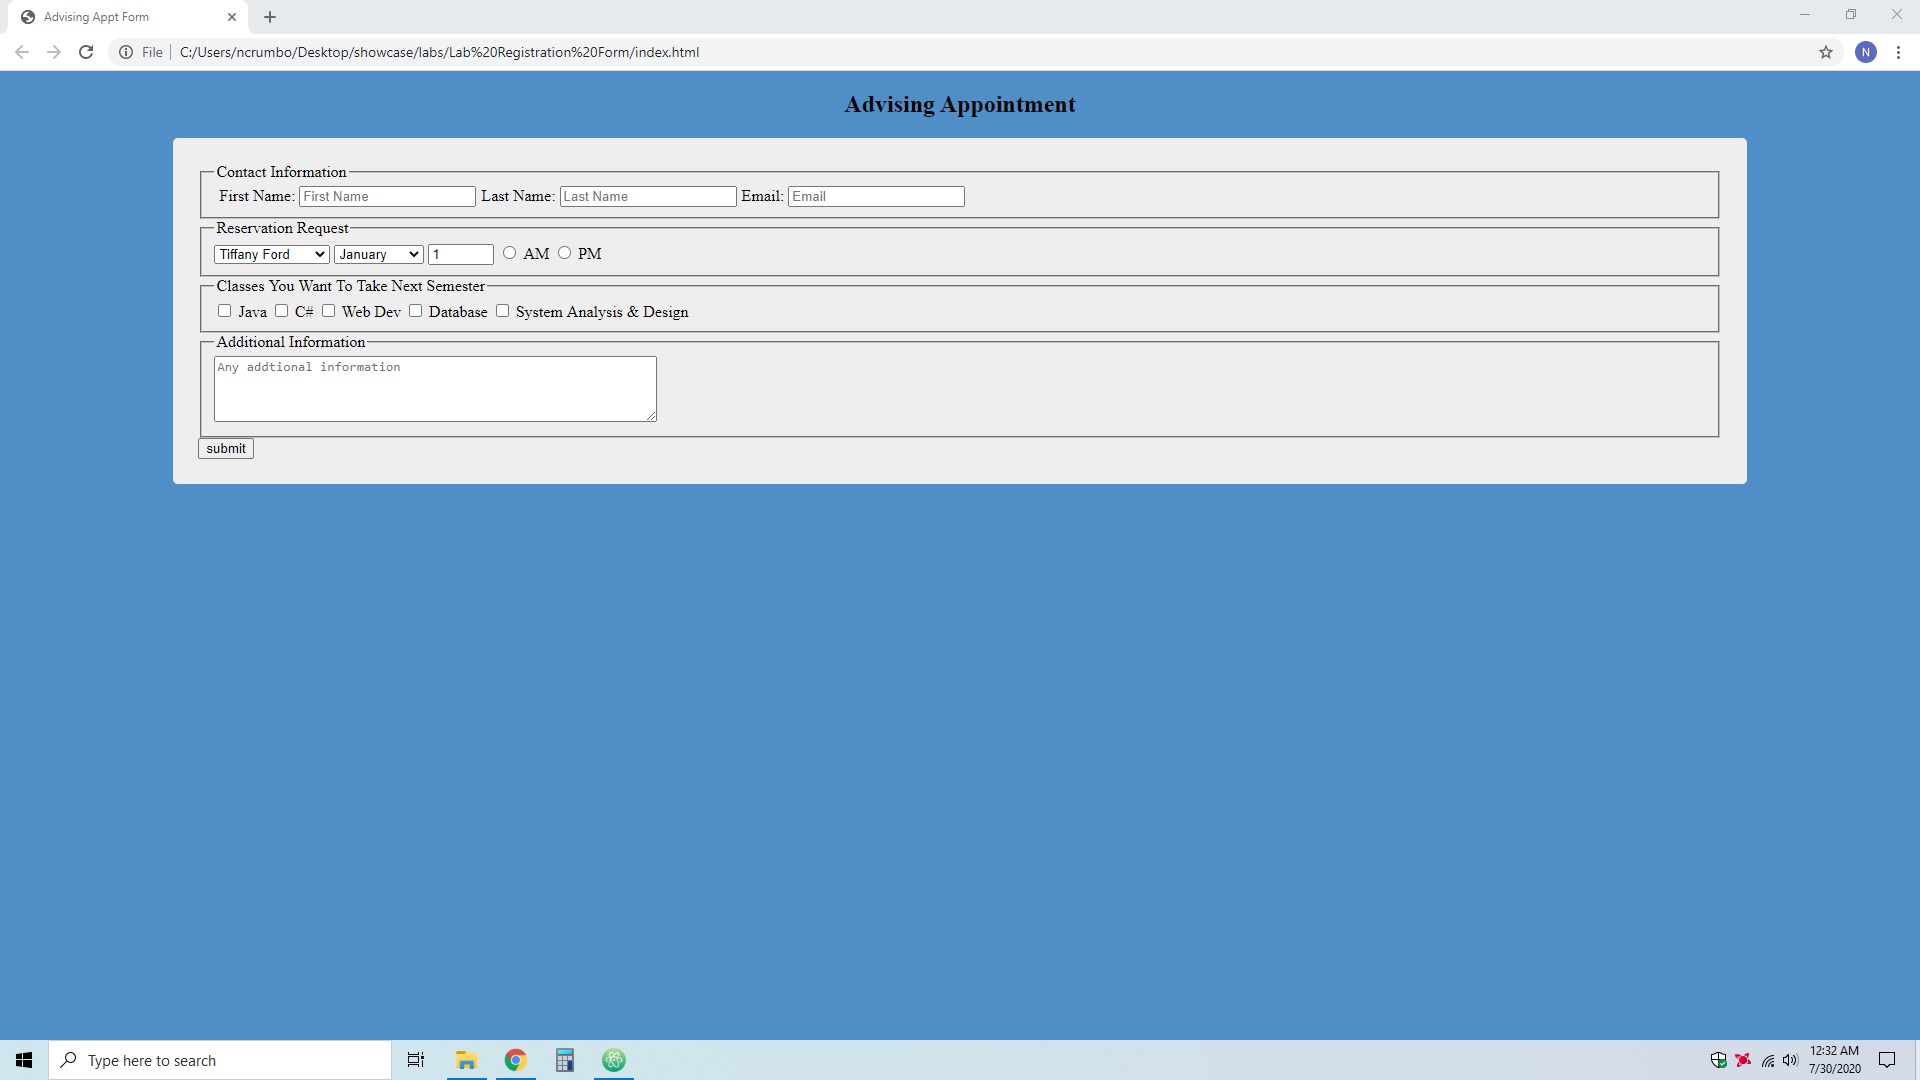 Advising Appt Form
File C:/Users/ncrumbo/Desktop/showcase/labs/Lab%20Registration%20Form/index.html
N
Advising Appointment
Contact Information
First Name: First Name Last Name: Last Name Email: Email
Reservation Request
Tiffany Ford January 1 AM PM
Classes You Want To Take Next Semester
Java C# Web Dev Database System Analysis & Design
Additional Information
Any addtional information
submit
Type here to search
12:32 AM
7/30/2020